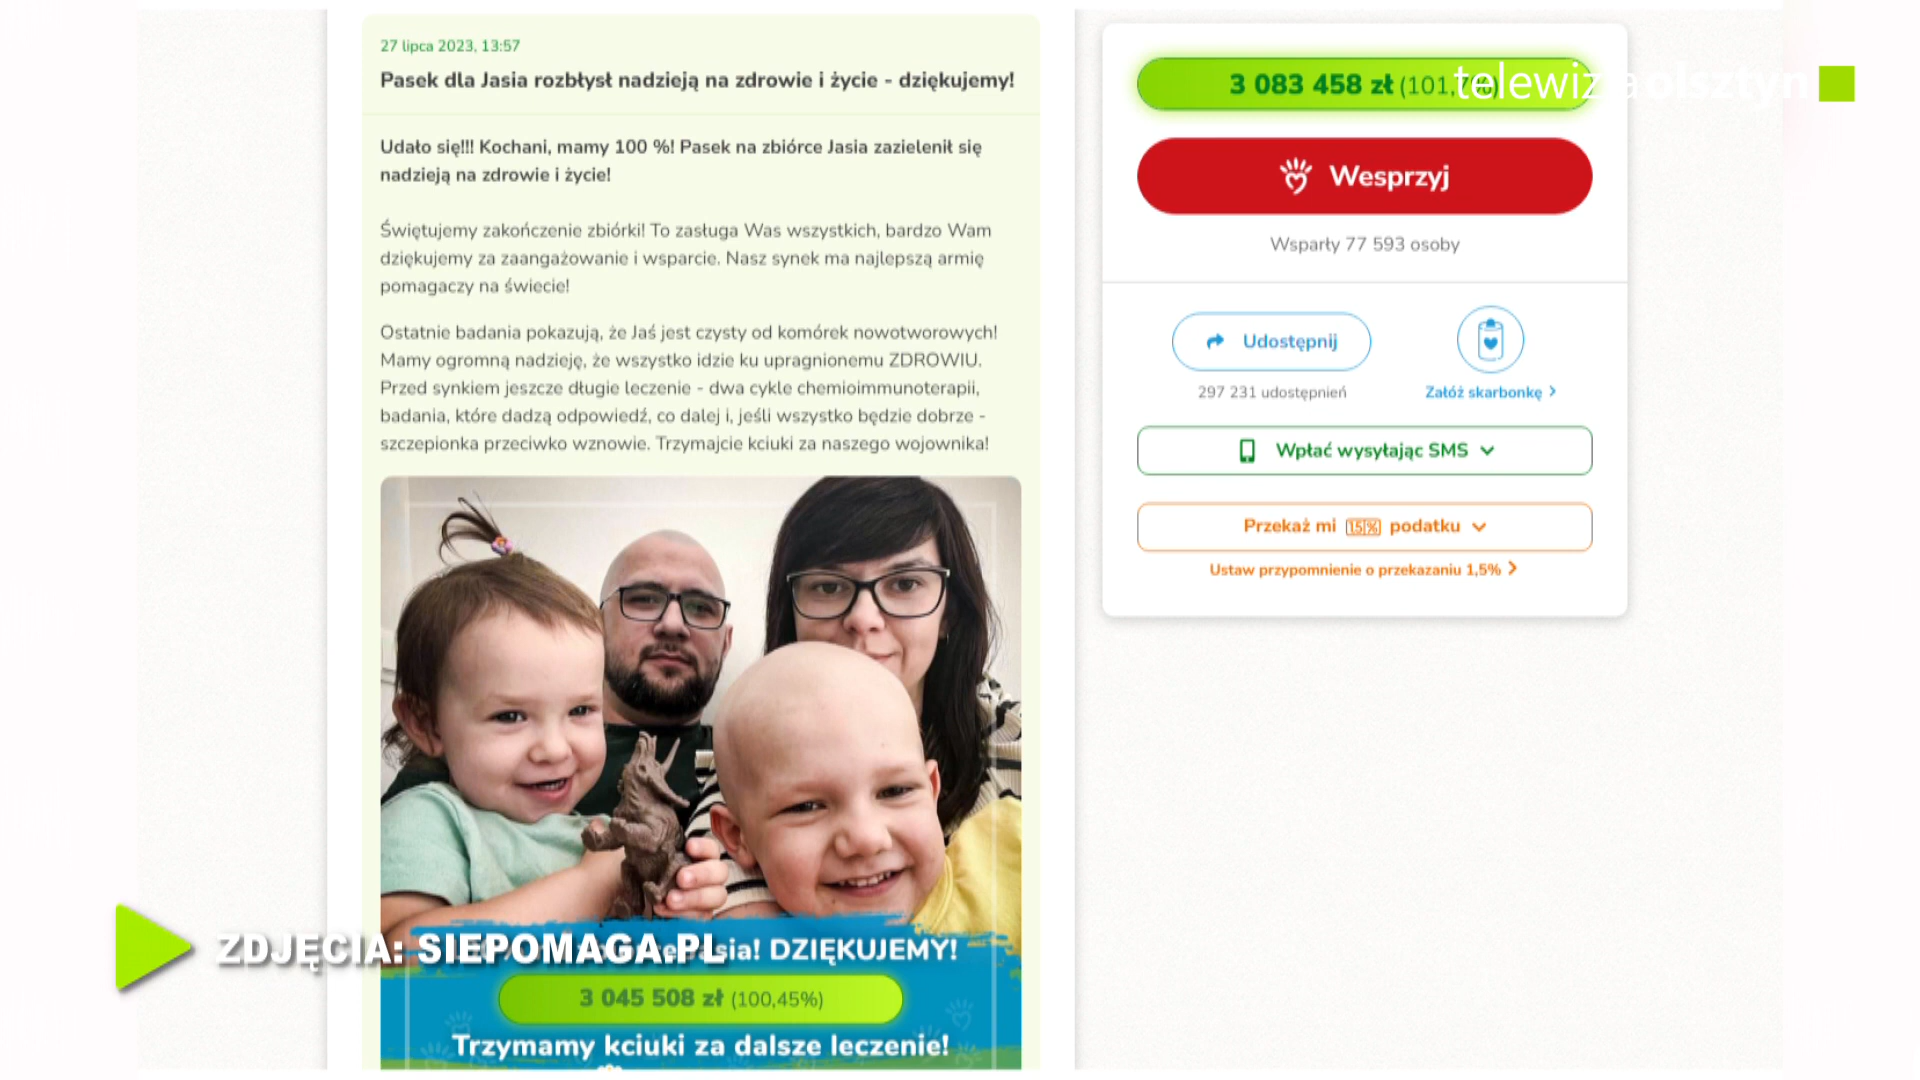 27 lipca 2023, 13:57
Pasek dla Jasia rozbłysł nadzieją na zdrowie i życie - dziękujemy!
Udało się!!! Kochani, mamy 100 %! Pasek na zbiórce Jasia zazielenił się
nadzieją na zdrowie i życie!
Świętujemy zakończenie zbiórki! To zasługa Was wszystkich, bardzo Wam
dziękujemy za zaangażowanie i wsparcie. Nasz synek ma najlepszą armię
pomagaczy na świecie!
Ostatnie badania pokazują, że Jaś jest czysty od komórek nowotworowych!
Mamy ogromną nadzieję, że wszystko idzie ku upragnionemu ZDROWIU.
Przed synkiem jeszcze długie leczenie - dwa cykle chemioimmunoterapii,
badania, które dadzą odpowiedź, co dalej i, jeśli wszystko będzie dobrze -
szczepionka przeciwko wznowie. Trzymajcie kciuki za naszego wojownika!
DZIĘKUJEMY!
3 045 508 zł (100,45%)
Trzymamy kciuki za dalsze leczenie!
ZDJĘCIA: SIEPOMAGA.PL
telewizjaolsztyn
3 083 458 zł
Wesprzyj
Wsparły 77 593 osoby
Udostępnij
297 231 udostępnień
Załóż skarbonkę
Wpłać wysyłając SMS
Przekaż mi 1,5% podatku
Ustaw przypomnienie o przekazaniu 1,5%